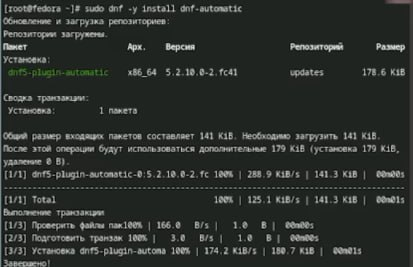 [root@fedora ~]# sudo dnf -y install dnf-automatic
Обновление и загрузка репозиториев:
Репозитории загружены.
Пакет Арх. Версия Репозиторий Размер
Установка:
dnf5-plugin-automatic x86_64 5.2.10.0-2.fc41 updates 178.6 KiB
Сводка транзакции:
Установка: 1 пакета
Общий размер входящих пакетов составляет 141 KiB. Необходимо загрузить 141 KiB.
После этой операции будут использоваться дополнительные 179 KiB (установка 179 KiB,
удаление 0 B).
[1/1] dnf5-plugin-automatic-0:5.2.10.0-2.fc 100% | 288.9 KiB/s | 141.3 KiB | 00m00s
--------------------------------------------------------------------------------
[1/1] Total 100% | 125.1 KiB/s | 141.3 KiB | 00m01s
Выполнение транзакции
[1/3] Проверить файлы пак 100% | 166.0 B/s | 1.0 B | 00m00s
[2/3] Подготовить транзак 100% | 3.0 B/s | 1.0 B | 00m00s
[3/3] Установка dnf5-plugin-automa 100% | 174.2 KiB/s | 180.7 KiB | 00m01s
Завершено!